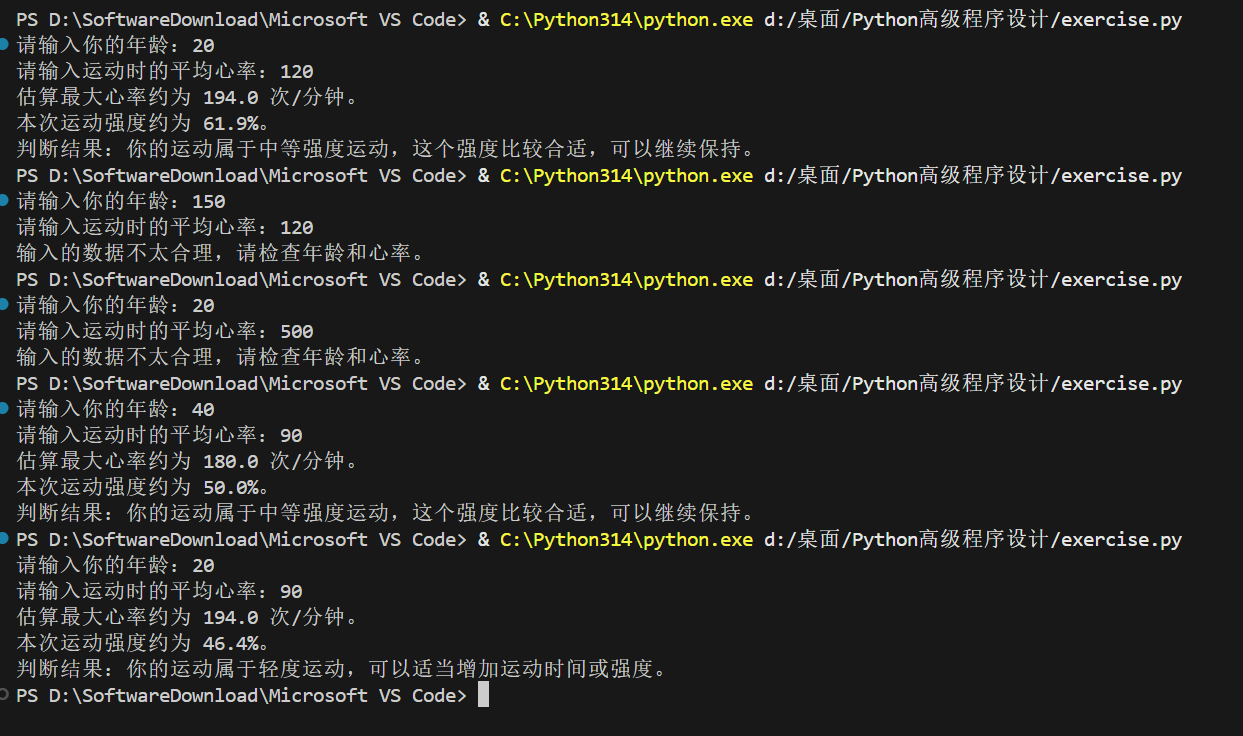 PS D:\SoftwareDownload\Microsoft VS Code> & C:\Python314\python.exe d:/桌面/Python高级程序设计/exercise.py
请输入你的年龄：20
请输入运动时的平均心率：120
估算最大心率约为 194.0 次/分钟。
本次运动强度约为 61.9%。
判断结果：你的运动属于中等强度运动，这个强度比较合适，可以继续保持。
PS D:\SoftwareDownload\Microsoft VS Code> & C:\Python314\python.exe d:/桌面/Python高级程序设计/exercise.py
请输入你的年龄：150
请输入运动时的平均心率：120
输入的数据不太合理，请检查年龄和心率。
PS D:\SoftwareDownload\Microsoft VS Code> & C:\Python314\python.exe d:/桌面/Python高级程序设计/exercise.py
请输入你的年龄：20
请输入运动时的平均心率：500
输入的数据不太合理，请检查年龄和心率。
PS D:\SoftwareDownload\Microsoft VS Code> & C:\Python314\python.exe d:/桌面/Python高级程序设计/exercise.py
请输入你的年龄：40
请输入运动时的平均心率：90
估算最大心率约为 180.0 次/分钟。
本次运动强度约为 50.0%。
判断结果：你的运动属于中等强度运动，这个强度比较合适，可以继续保持。
PS D:\SoftwareDownload\Microsoft VS Code> & C:\Python314\python.exe d:/桌面/Python高级程序设计/exercise.py
请输入你的年龄：20
请输入运动时的平均心率：90
估算最大心率约为 194.0 次/分钟。
本次运动强度约为 46.4%。
判断结果：你的运动属于轻度运动，可以适当增加运动时间或强度。
PS D:\SoftwareDownload\Microsoft VS Code>